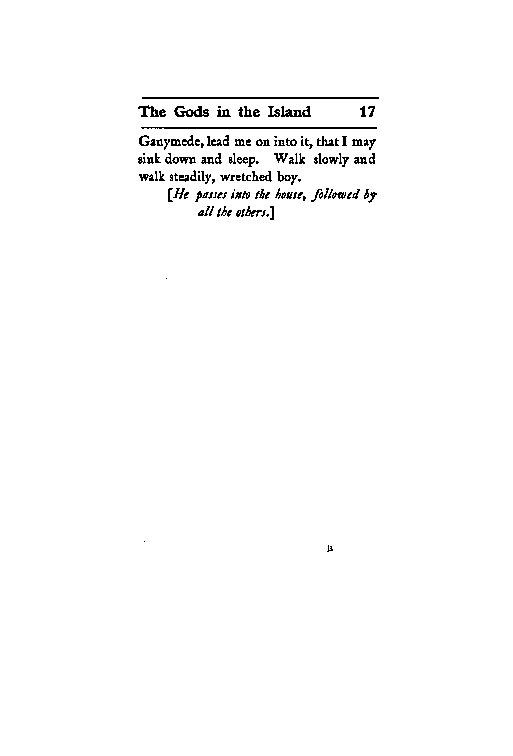 The Gods in the Island 17
Ganymede, lead me on into it, that I may
sink down and sleep. Walk slowly and
walk steadily, wretched boy.
[He passes into the house, followed by
all the others.]